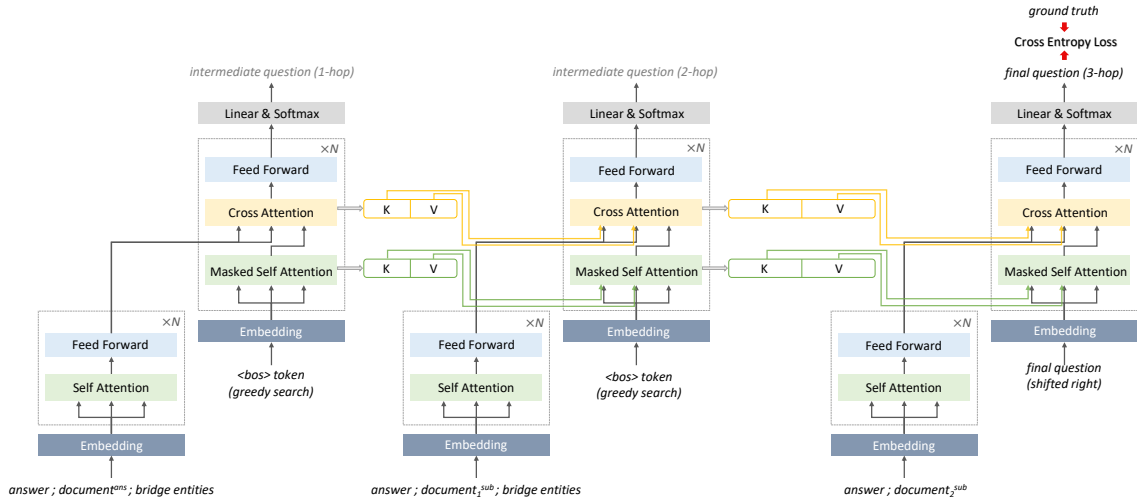 ground truth
Cross Entropy Loss
intermediate question (1-hop)
intermediate question (2-hop)
final question (3-hop)
Linear & Softmax
Linear & Softmax
Linear & Softmax
×N
×N
×N
Feed Forward
Feed Forward
Feed Forward
Cross Attention
K V
Cross Attention
K V
Cross Attention
Masked Self Attention
K V
Masked Self Attention
K V
Masked Self Attention
×N
Embedding
×N
Embedding
×N
Embedding
Feed Forward
Feed Forward
Feed Forward
<bos> token
(greedy search)
<bos> token
(greedy search)
final question
(shifted right)
Self Attention
Self Attention
Self Attention
Embedding
Embedding
Embedding
answer ; document^ans ; bridge entities
answer ; document₁^sub ; bridge entities
answer ; document₂^sub